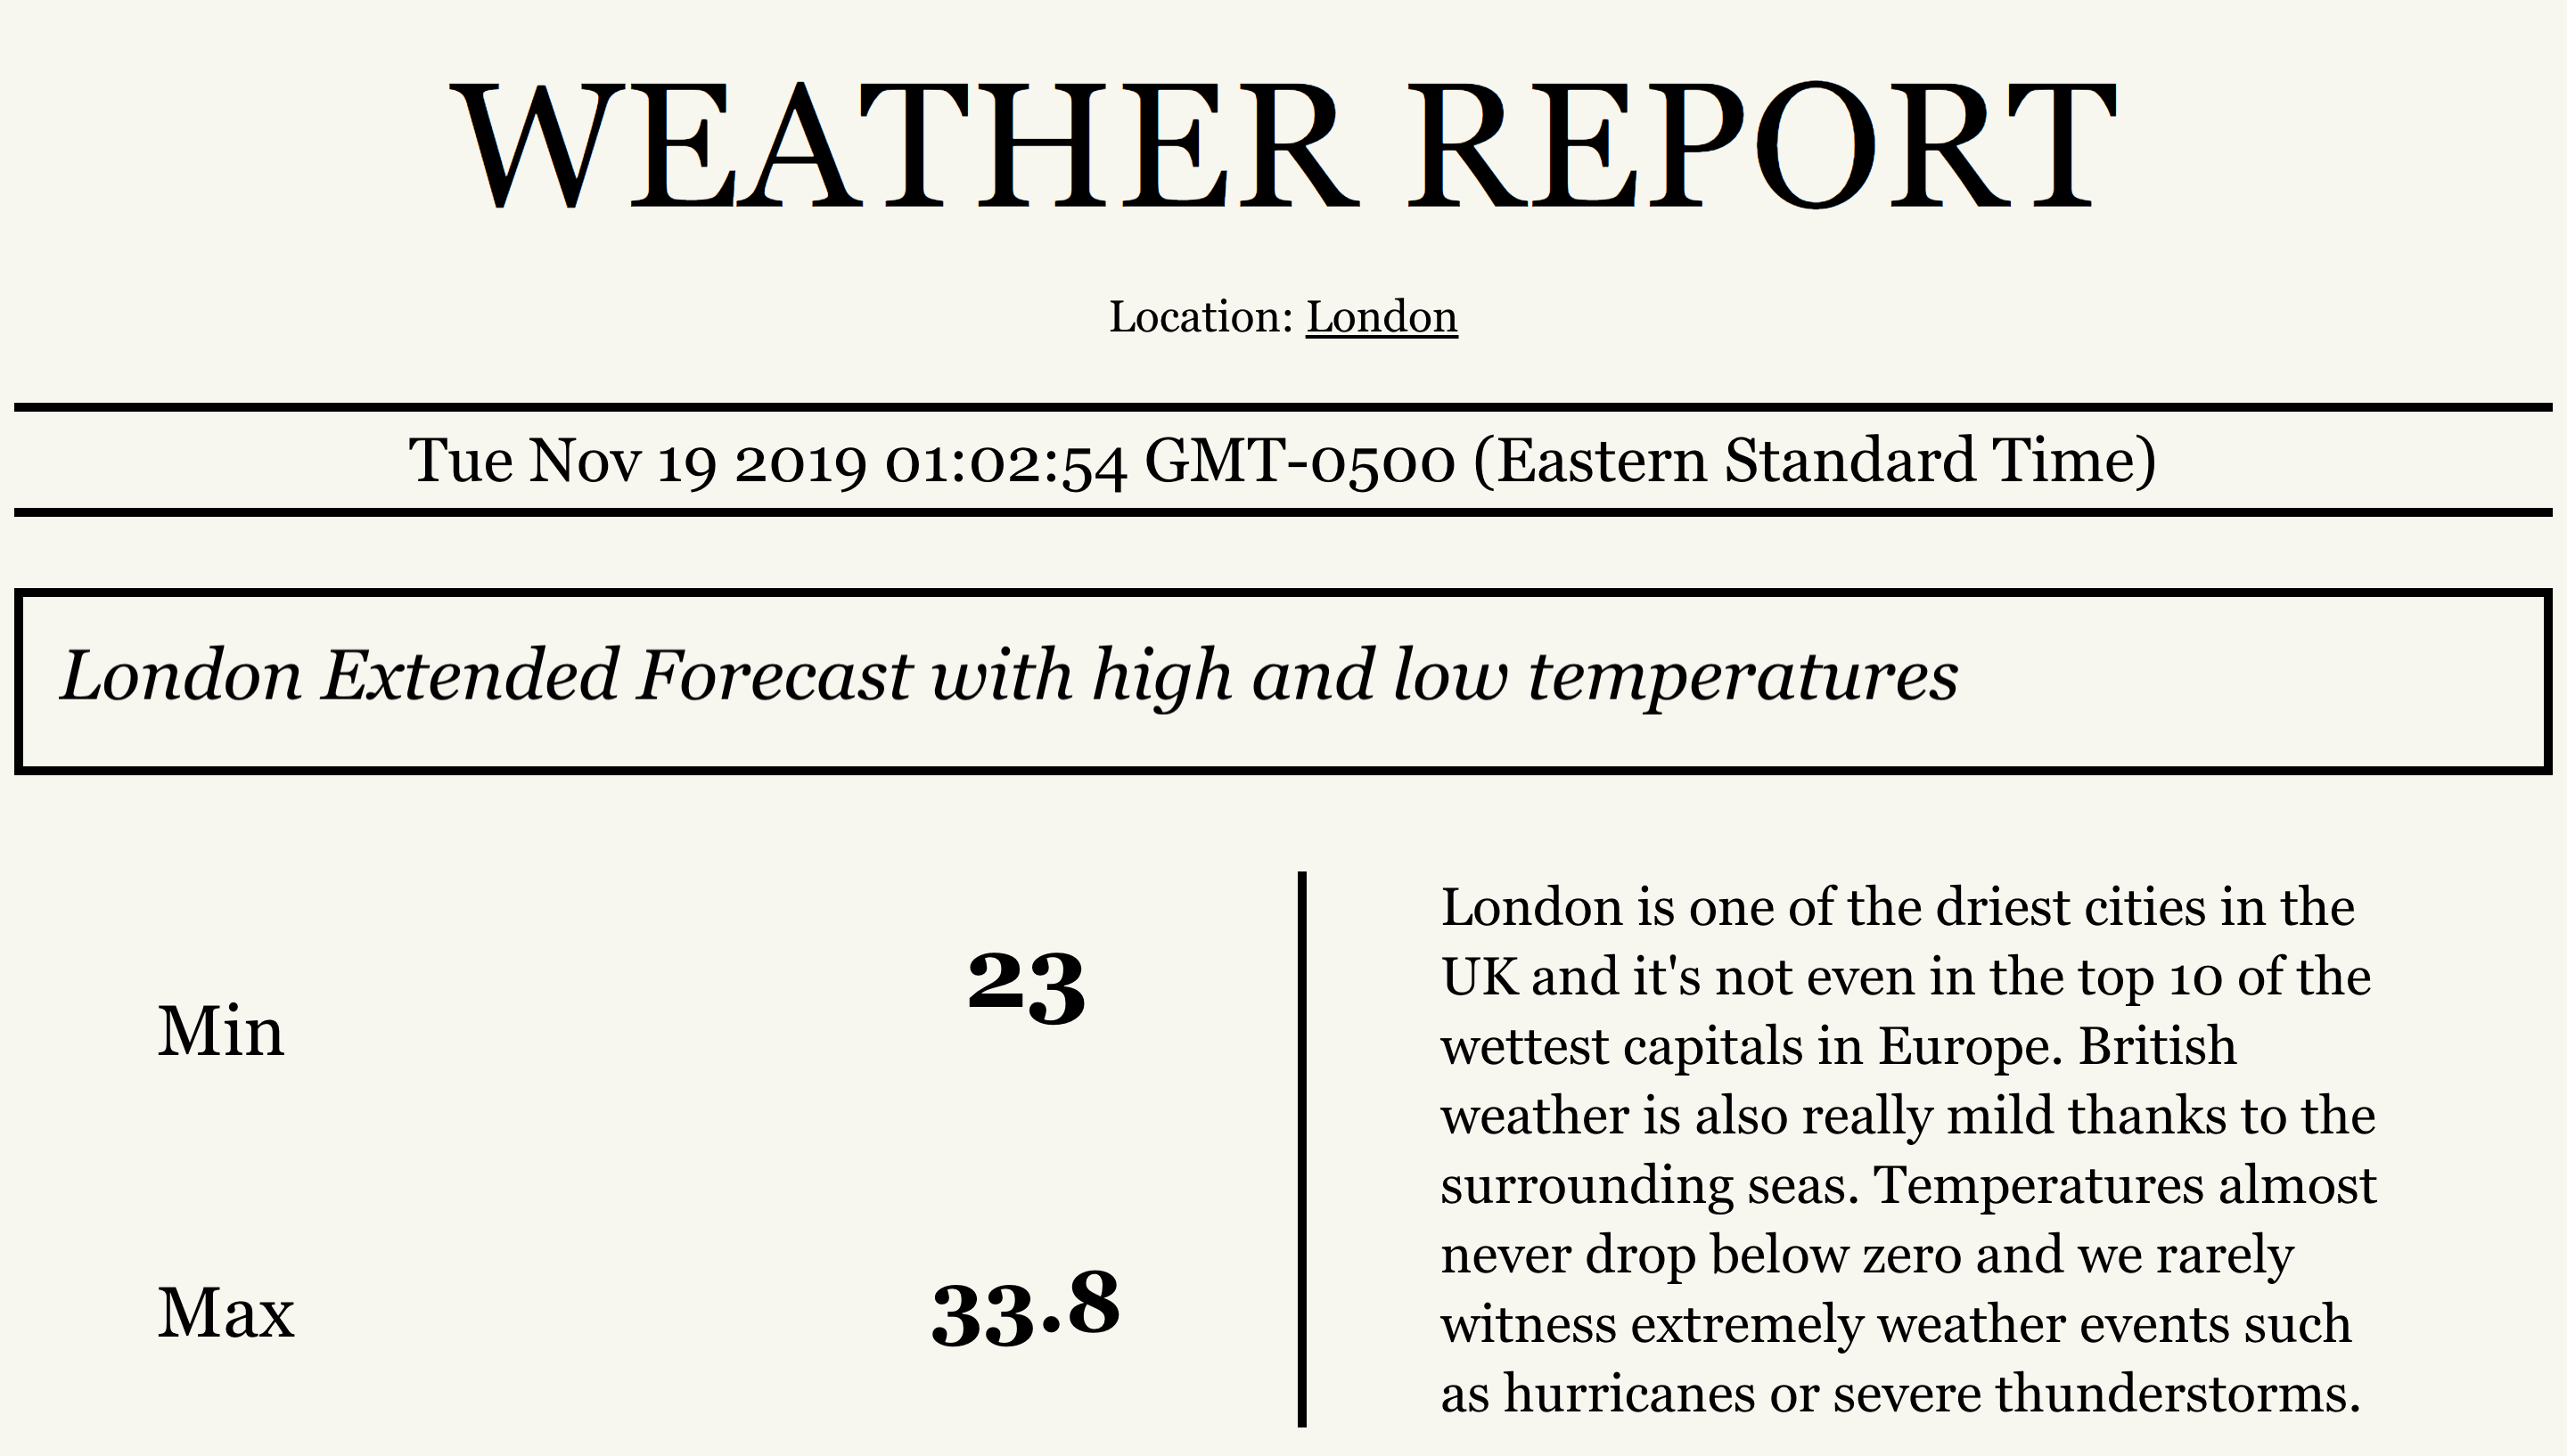 WEATHER REPORT
Location: London
Tue Nov 19 2019 01:02:54 GMT-0500 (Eastern Standard Time)
London Extended Forecast with high and low temperatures
Min
23
Max
33.8
London is one of the driest cities in the
UK and it's not even in the top 10 of the
wettest capitals in Europe. British
weather is also really mild thanks to the
surrounding seas. Temperatures almost
never drop below zero and we rarely
witness extremely weather events such
as hurricanes or severe thunderstorms.